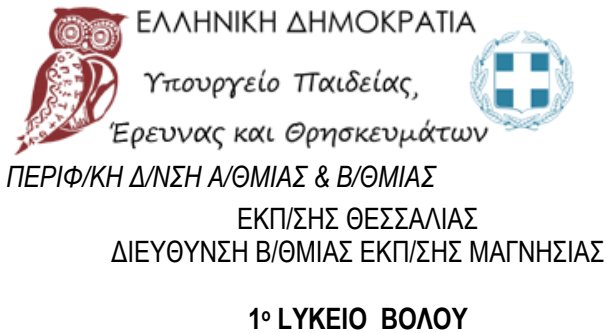 ΕΛΛΗΝΙΚΗ ΔΗΜΟΚΡΑΤΙΑ
Υπουργείο Παιδείας,
Έρευνας και Θρησκευμάτων
ΠΕΡΙΦ/ΚΗ Δ/ΝΣΗ Α/ΘΜΙΑΣ & Β/ΘΜΙΑΣ
ΕΚΠ/ΣΗΣ ΘΕΣΣΑΛΙΑΣ
ΔΙΕΥΘΥΝΣΗ Β/ΘΜΙΑΣ ΕΚΠ/ΣΗΣ ΜΑΓΝΗΣΙΑΣ
1ο LΥΚΕΙΟ ΒΟΛΟΥ